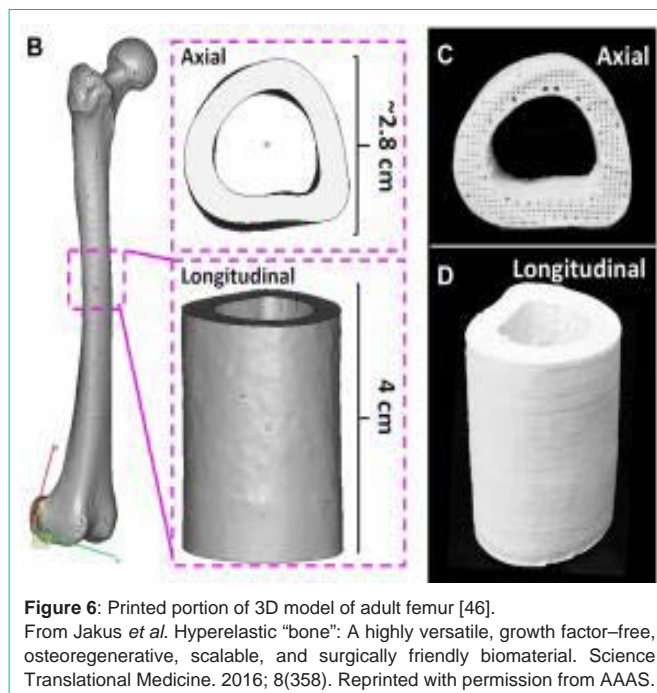 B
Axial
~2.8 cm
Longitudinal
4 cm
C
Axial
D
Longitudinal
Figure 6: Printed portion of 3D model of adult femur [46].
From Jakus et al. Hyperelastic “bone”: A highly versatile, growth factor–free,
osteoregenerative, scalable, and surgically friendly biomaterial. Science
Translational Medicine. 2016; 8(358). Reprinted with permission from AAAS.